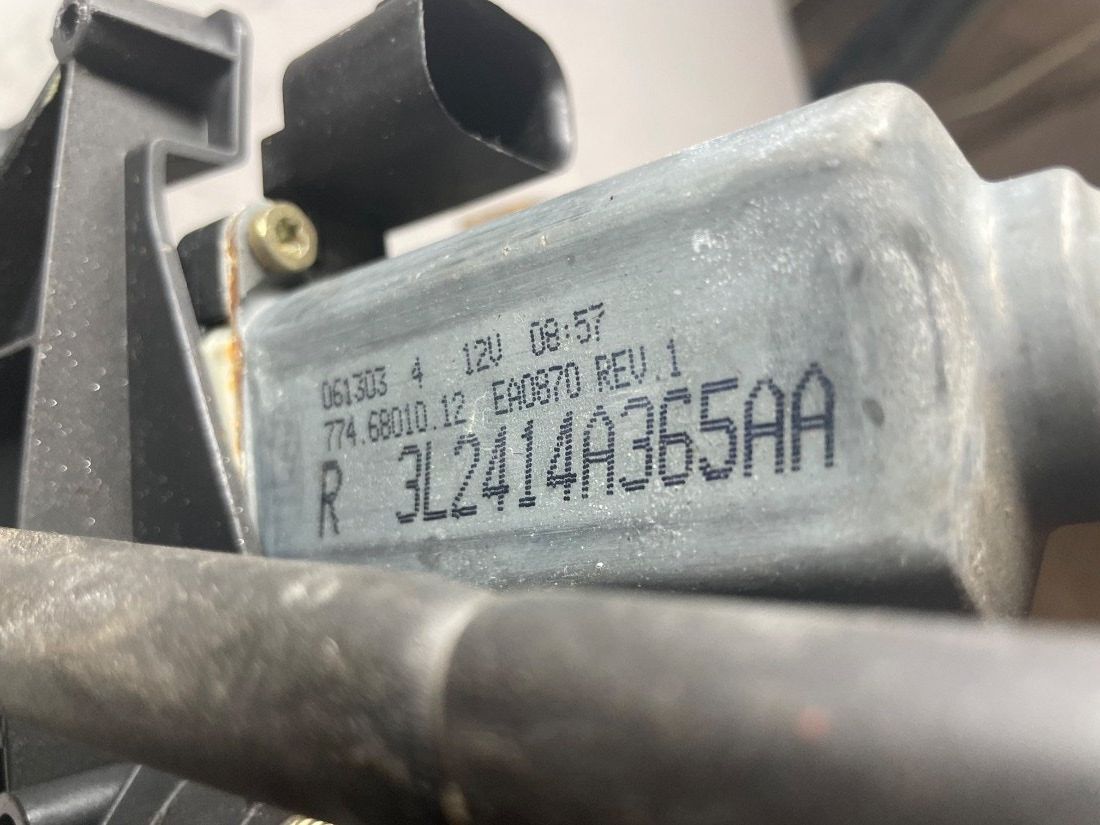 061303 4 12V 08:57
774.68010.12 EA0870 REV.1
R 3L2414A365AA